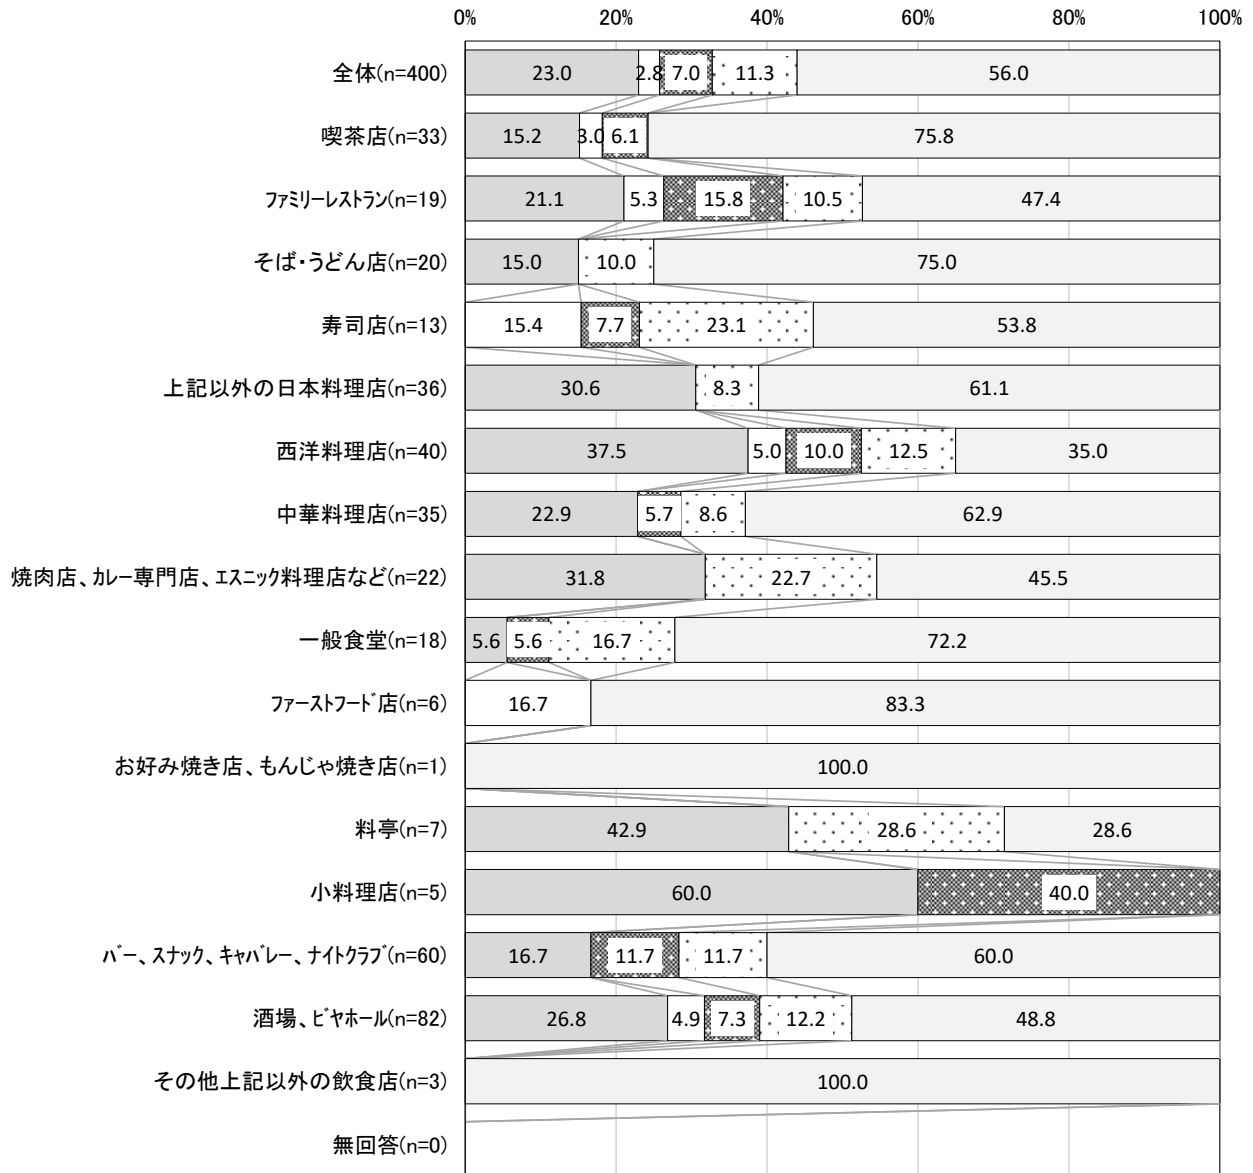 0% 20% 40% 60% 80% 100%
全体(n=400) 23.0 2.8 7.0 11.3 56.0
喫茶店(n=33) 15.2 3.0 6.1 75.8
ﾌｧﾐﾘｰﾚｽﾄﾗﾝ(n=19) 21.1 5.3 15.8 10.5 47.4
そば・うどん店(n=20) 15.0 10.0 75.0
寿司店(n=13) 15.4 7.7 23.1 53.8
上記以外の日本料理店(n=36) 30.6 8.3 61.1
西洋料理店(n=40) 37.5 5.0 10.0 12.5 35.0
中華料理店(n=35) 22.9 5.7 8.6 62.9
焼肉店、ｶﾚｰ専門店、ｴｽﾆｯｸ料理店など(n=22) 31.8 22.7 45.5
一般食堂(n=18) 5.6 5.6 16.7 72.2
ﾌｧｰｽﾄﾌｰﾄﾞ店(n=6) 16.7 83.3
お好み焼き店、もんじゃ焼き店(n=1) 100.0
料亭(n=7) 42.9 28.6 28.6
小料理店(n=5) 60.0 40.0
ﾊﾞｰ、ｽﾅｯｸ、ｷｬﾊﾞﾚｰ、ﾅｲﾄｸﾗﾌﾞ(n=60) 16.7 11.7 11.7 60.0
酒場、ﾋﾞﾔﾎｰﾙ(n=82) 26.8 4.9 7.3 12.2 48.8
その他上記以外の飲食店(n=3) 100.0
無回答(n=0)